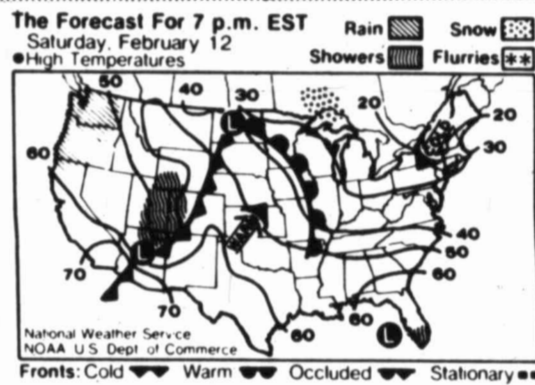 The Forecast For 7 p.m. EST
Saturday, February 12
●High Temperatures
Rain
Snow
Showers
Flurries
50
40
30
20
20
30
60
L
WARM
40
50
60
70
L
70
60
60
L
National Weather Service
NOAA U S Dept of Commerce
Fronts: Cold
Warm
Occluded
Stationary